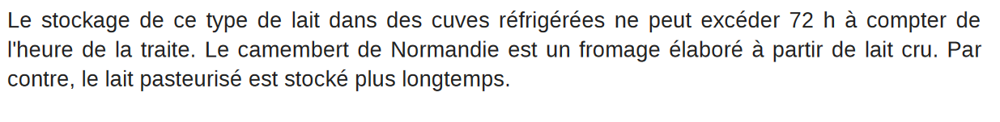 Le stockage de ce type de lait dans des cuves réfrigérées ne peut excéder 72 h à compter de
l'heure de la traite. Le camembert de Normandie est un fromage élaboré à partir de lait cru. Par
contre, le lait pasteurisé est stocké plus longtemps.